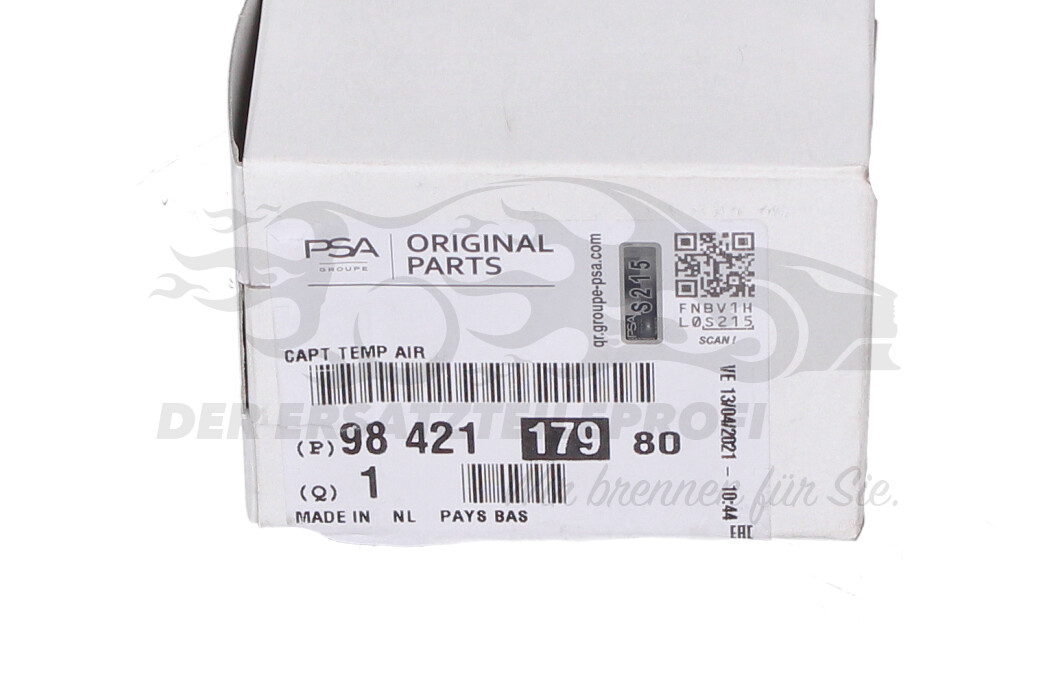 PSA
GROUPE
ORIGINAL
PARTS
qr.groupe-psa.com
PSA S215
FNBV1H
L0S215
SCAN!
CAPT TEMP AIR
DER ERSATZTEILEPROFI
(P) 98 421 179 80
(Q) 1
Wir brennen für Sie.
MADE IN NL PAYS BAS
VE 13/04/2021 - 10:44
EAC